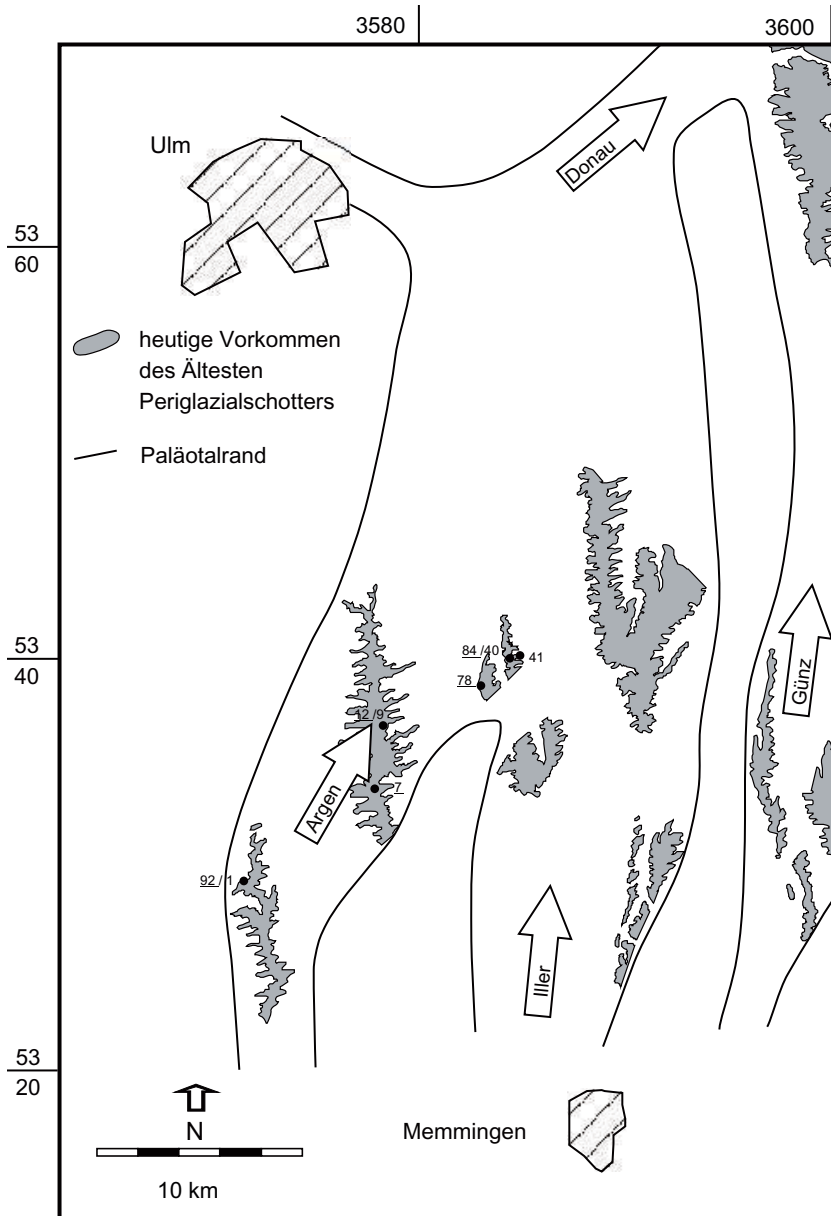 3580
3600
Ulm
Donau
53
60
heutige Vorkommen
des Ältesten
Periglazialschotters
Paläotalrand
53
40
84 /40
41
78
Günz
12 /9
Argen
7
92 / 1
Iller
53
20
N
Memmingen
10 km